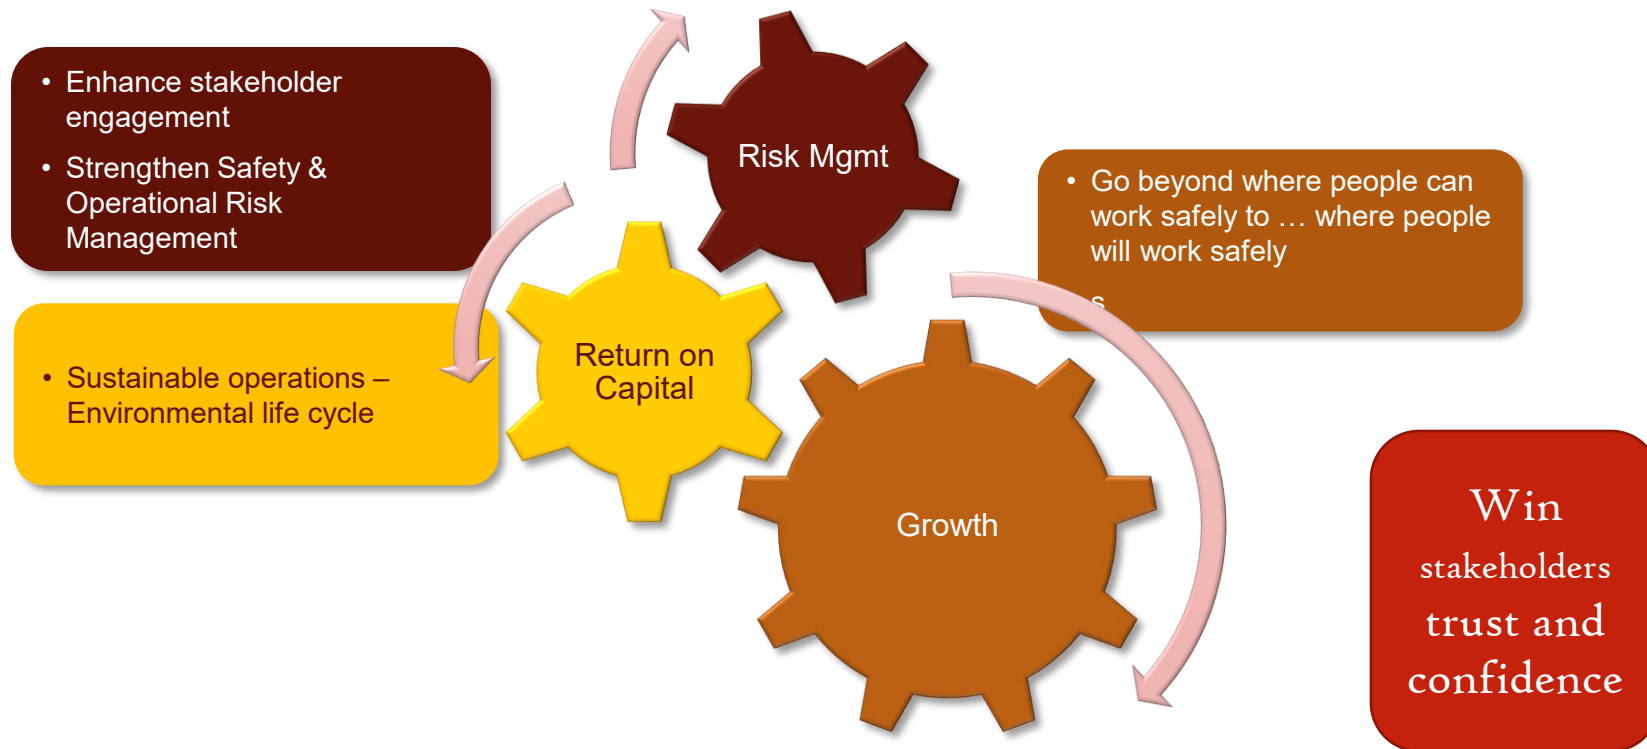 • Enhance stakeholder
engagement
• Strengthen Safety &
Operational Risk
Management
Risk Mgmt
• Go beyond where people can
work safely to … where people
will work safely
s
• Sustainable operations –
Environmental life cycle
Return on
Capital
Growth
Win
stakeholders
trust and
confidence